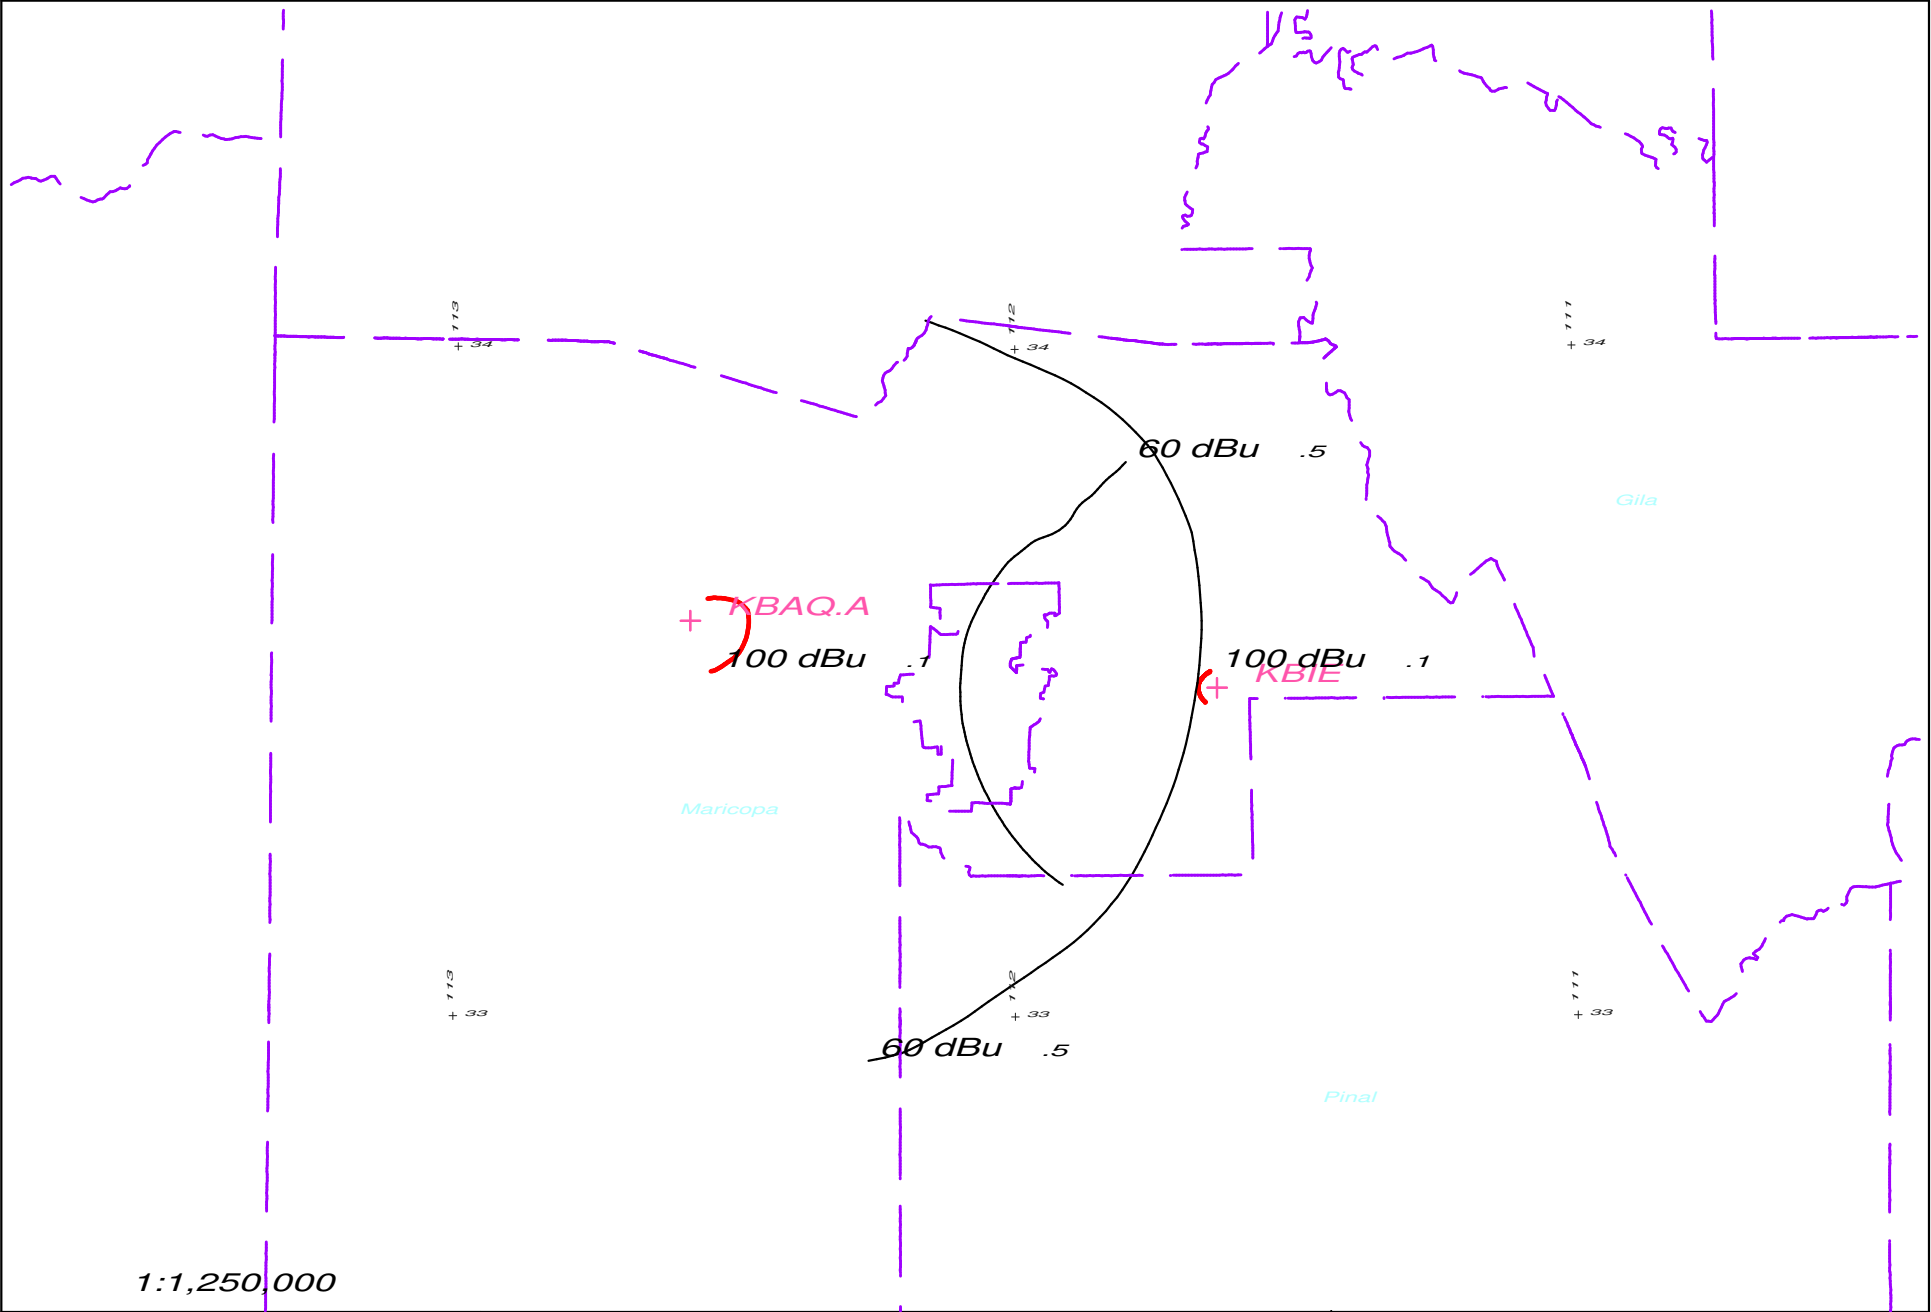 113
+ 34
112
+ 34
111
+ 34
60 dBu .5
Gila
KBAQ.A
100 dBu .1
100 dBu .1
KBIE
Maricopa
113
+ 33
112
+ 33
111
+ 33
60 dBu .5
Pinal
1:1,250,000